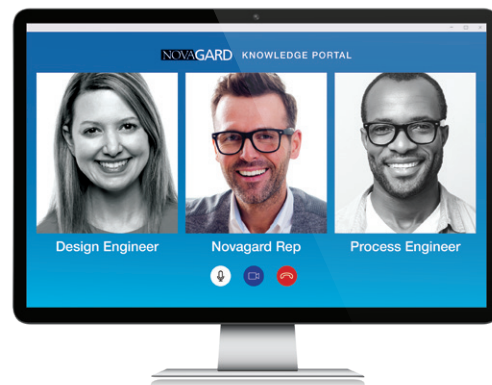 NOVAGARD KNOWLEDGE PORTAL
Design Engineer Novagard Rep Process Engineer